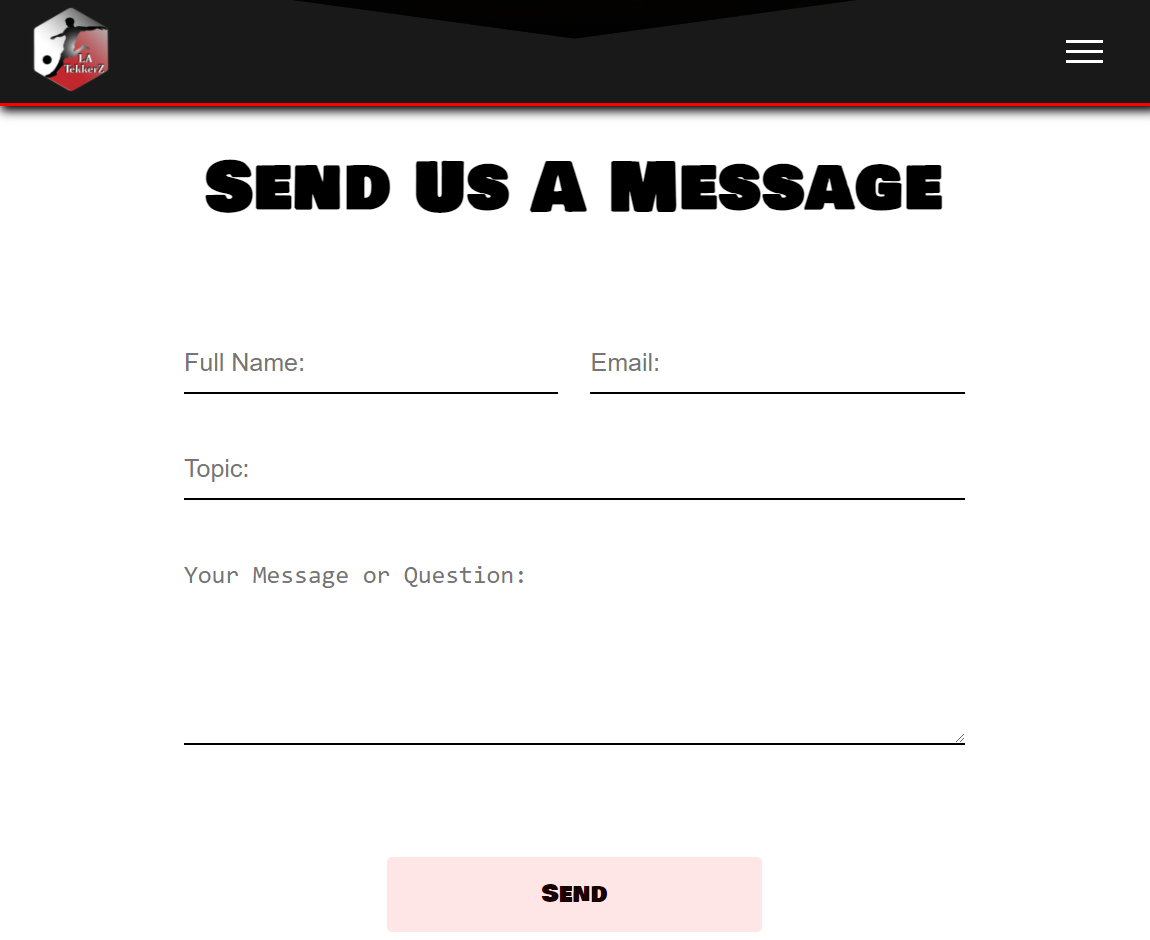 LA
TekkerZ
Send Us A Message
Full Name:
Email:
Topic:
Your Message or Question:
Send